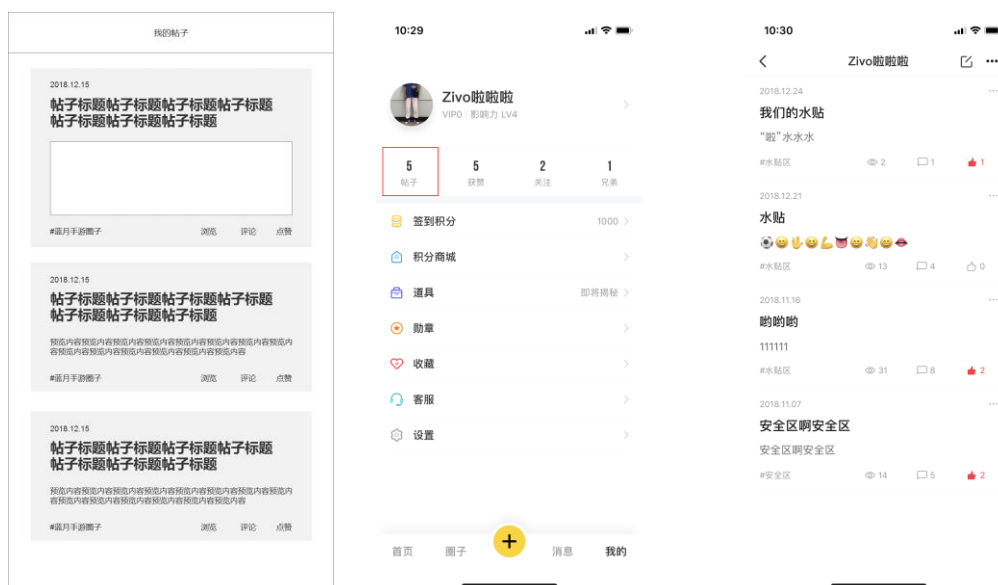 我的帖子
2018.12.15
帖子标题帖子标题帖子标题帖子标题
帖子标题帖子标题帖子标题
#蓝月手游圈子 浏览 评论 点赞
2018.12.15
帖子标题帖子标题帖子标题帖子标题
帖子标题帖子标题帖子标题
预览内容预览内容预览内容预览内容预览内容预览内容预览内
容预览内容预览内容预览内容预览内容预览内容
#蓝月手游圈子 浏览 评论 点赞
2018.12.15
帖子标题帖子标题帖子标题帖子标题
帖子标题帖子标题帖子标题
预览内容预览内容预览内容预览内容预览内容预览内容预览内
容预览内容预览内容预览内容预览内容预览内容
#蓝月手游圈子 浏览 评论 点赞
10:29
Zivo啦啦啦
VIP0 影响力 LV4
5 5 2 1
帖子 获赞 关注 兄弟
签到积分 1000
积分商城
道具 即将揭秘
勋章
收藏
客服
设置
首页 圈子 + 消息 我的
10:30
Zivo啦啦啦
2018.12.24
我们的水贴
“啦”水水水
#水贴区 2 1 1
2018.12.21
水贴
#水贴区 13 4 0
2018.11.16
哟哟哟
111111
#水贴区 31 8 2
2018.11.07
安全区啊安全区
安全区啊安全区
#安全区 14 5 2